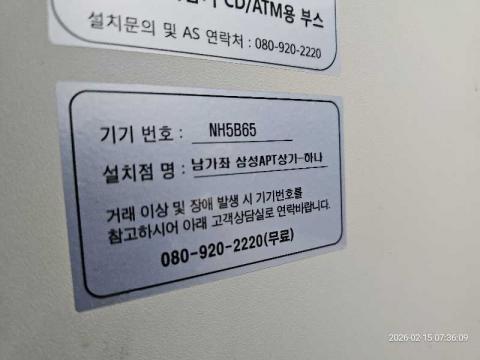 CD/ATM용 부스
설치문의 및 AS 연락처 : 080-920-2220
기기 번호 : NH5B65
설치점 명 : 남가좌 삼성APT상가-하나
거래 이상 및 장애 발생 시 기기번호를
참고하시어 아래 고객상담실로 연락바랍니다.
080-920-2220(무료)
2026-02-15 07:36:09